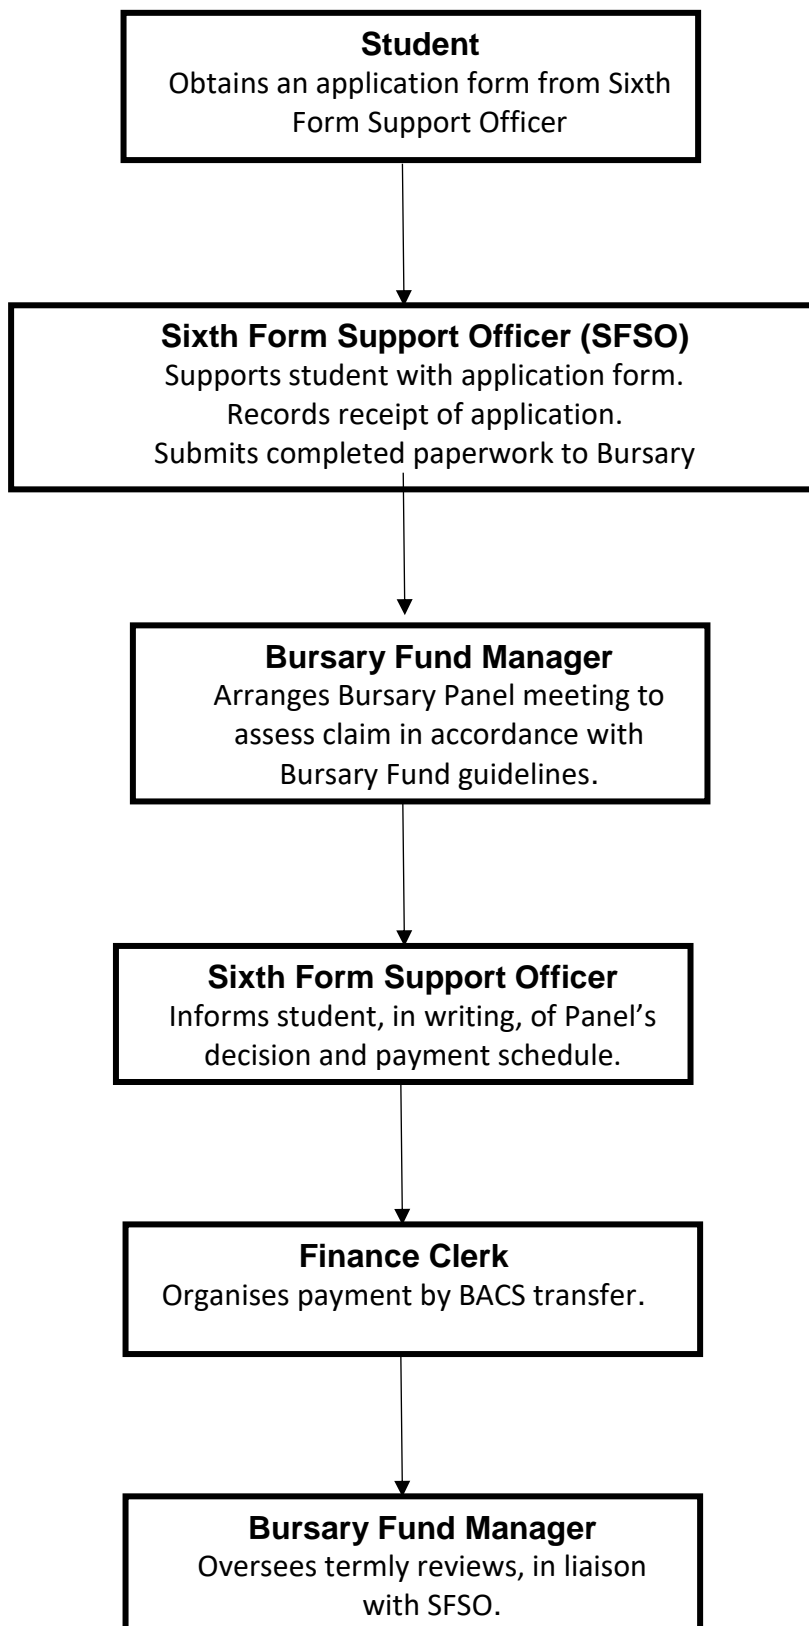 Student
Obtains an application form from Sixth
Form Support Officer
Sixth Form Support Officer (SFSO)
Supports student with application form.
Records receipt of application.
Submits completed paperwork to Bursary
Bursary Fund Manager
Arranges Bursary Panel meeting to
assess claim in accordance with
Bursary Fund guidelines.
Sixth Form Support Officer
Informs student, in writing, of Panel's
decision and payment schedule.
Finance Clerk
Organises payment by BACS transfer.
Bursary Fund Manager
Oversees termly reviews, in liaison
with SFSO.